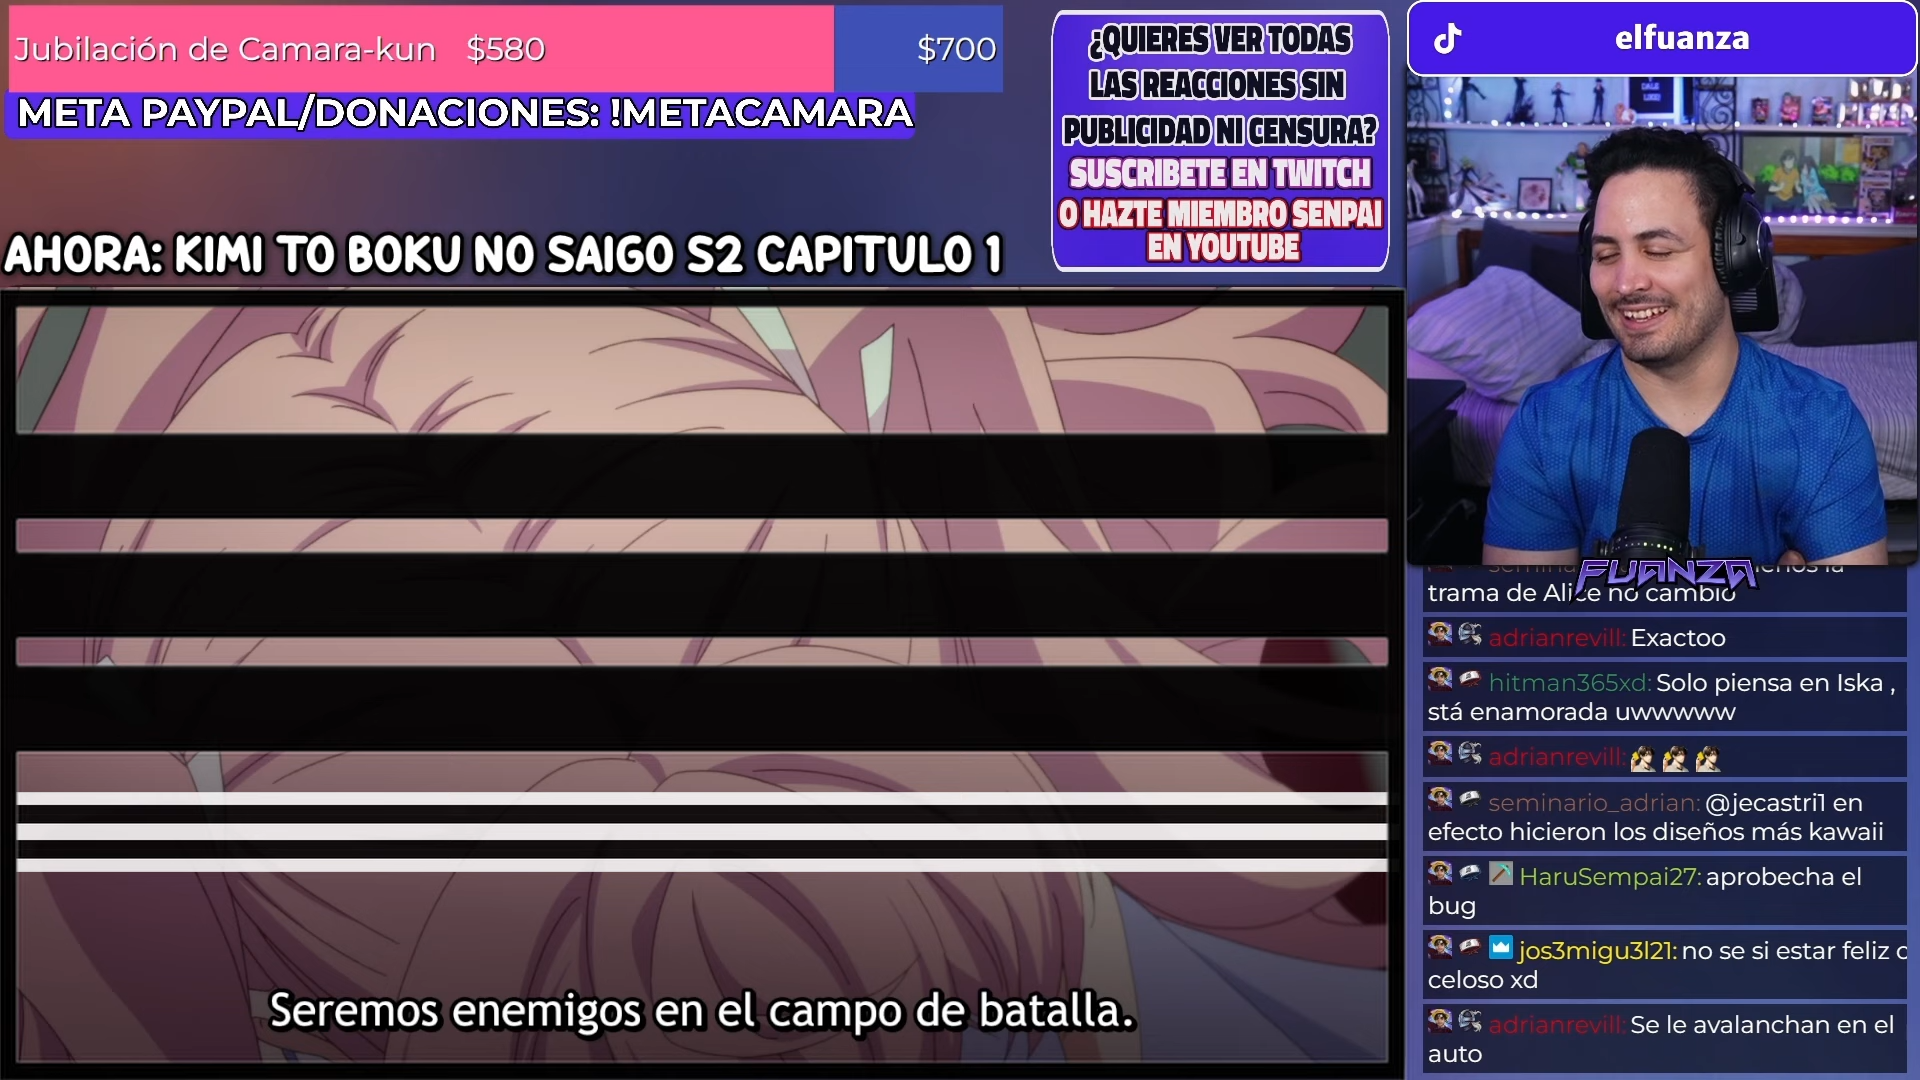 Jubilación de Camara-kun $580
$700
META PAYPAL/DONACIONES: !METACAMARA
¿QUIERES VER TODAS
LAS REACCIONES SIN
PUBLICIDAD NI CENSURA?
SUSCRIBETE EN TWITCH
O HAZTE MIEMBRO SENPAI
EN YOUTUBE
elfuanza
AHORA: KIMI TO BOKU NO SAIGO S2 CAPITULO 1
Seremos enemigos en el campo de batalla.
FUANZA
trama de Alice no cambio
adrianrevill: Exactoo
hitman365xd: Solo piensa en Iska ,
stá enamorada uwwwww
adrianrevill:
seminario_adrian: @jecastri1 en
efecto hicieron los diseños más kawaii
HaruSempai27: aprobecha el
bug
jos3migu3l21: no se si estar feliz o
celoso xd
adrianrevill: Se le avalanchan en el
auto